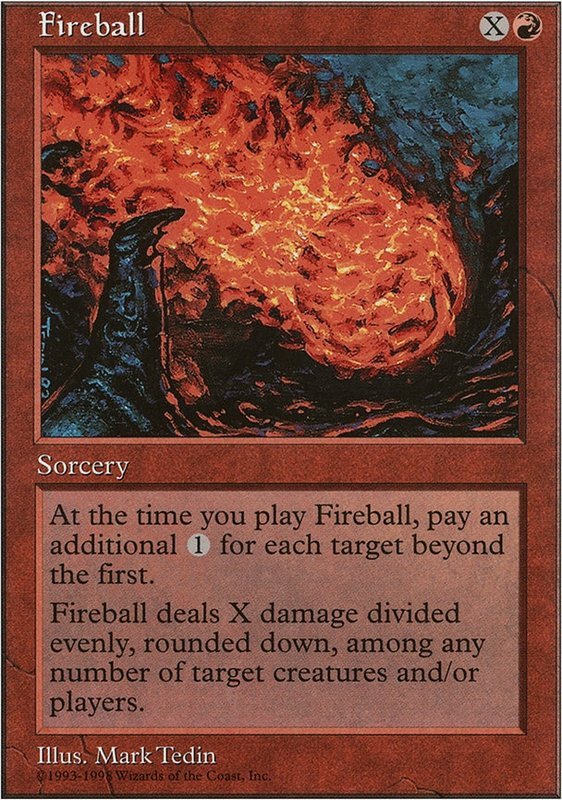 Fireball X
Sorcery
At the time you play Fireball, pay an
additional 1 for each target beyond
the first.
Fireball deals X damage divided
evenly, rounded down, among any
number of target creatures and/or
players.
Illus. Mark Tedin
©1993-1998 Wizards of the Coast, Inc.